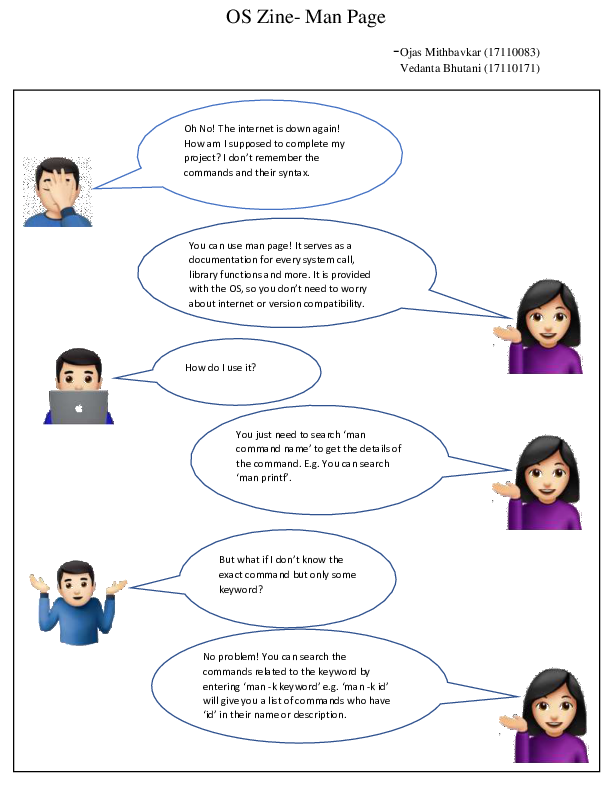 OS Zine- Man Page
-Ojas Mithbavkar (17110083)
Vedanta Bhutani (17110171)
Oh No! The internet is down again!
How am I supposed to complete my
project? I don't remember the
commands and their syntax.
You can use man page! It serves as a
documentation for every system call,
library functions and more. It is provided
with the OS, so you don't need to worry
about internet or version compatibility.
How do I use it?
You just need to search 'man
command name' to get the details of
the command. E.g. You can search
'man printf'.
But what if I don't know the
exact command but only some
keyword?
No problem! You can search the
commands related to the keyword by
entering 'man -k keyword' e.g. 'man -k id'
will give you a list of commands who have
'id' in their name or description.